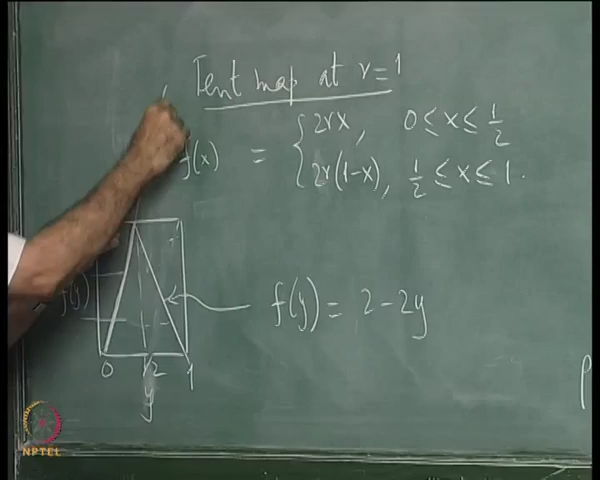 Tent map at r=1
f(x) = { 2rx, 0 ≤ x ≤ 1/2
2r(1-x), 1/2 ≤ x ≤ 1.
f(y)
f(y) = 2 - 2y
0 1/2 1
y
P
NPTEL